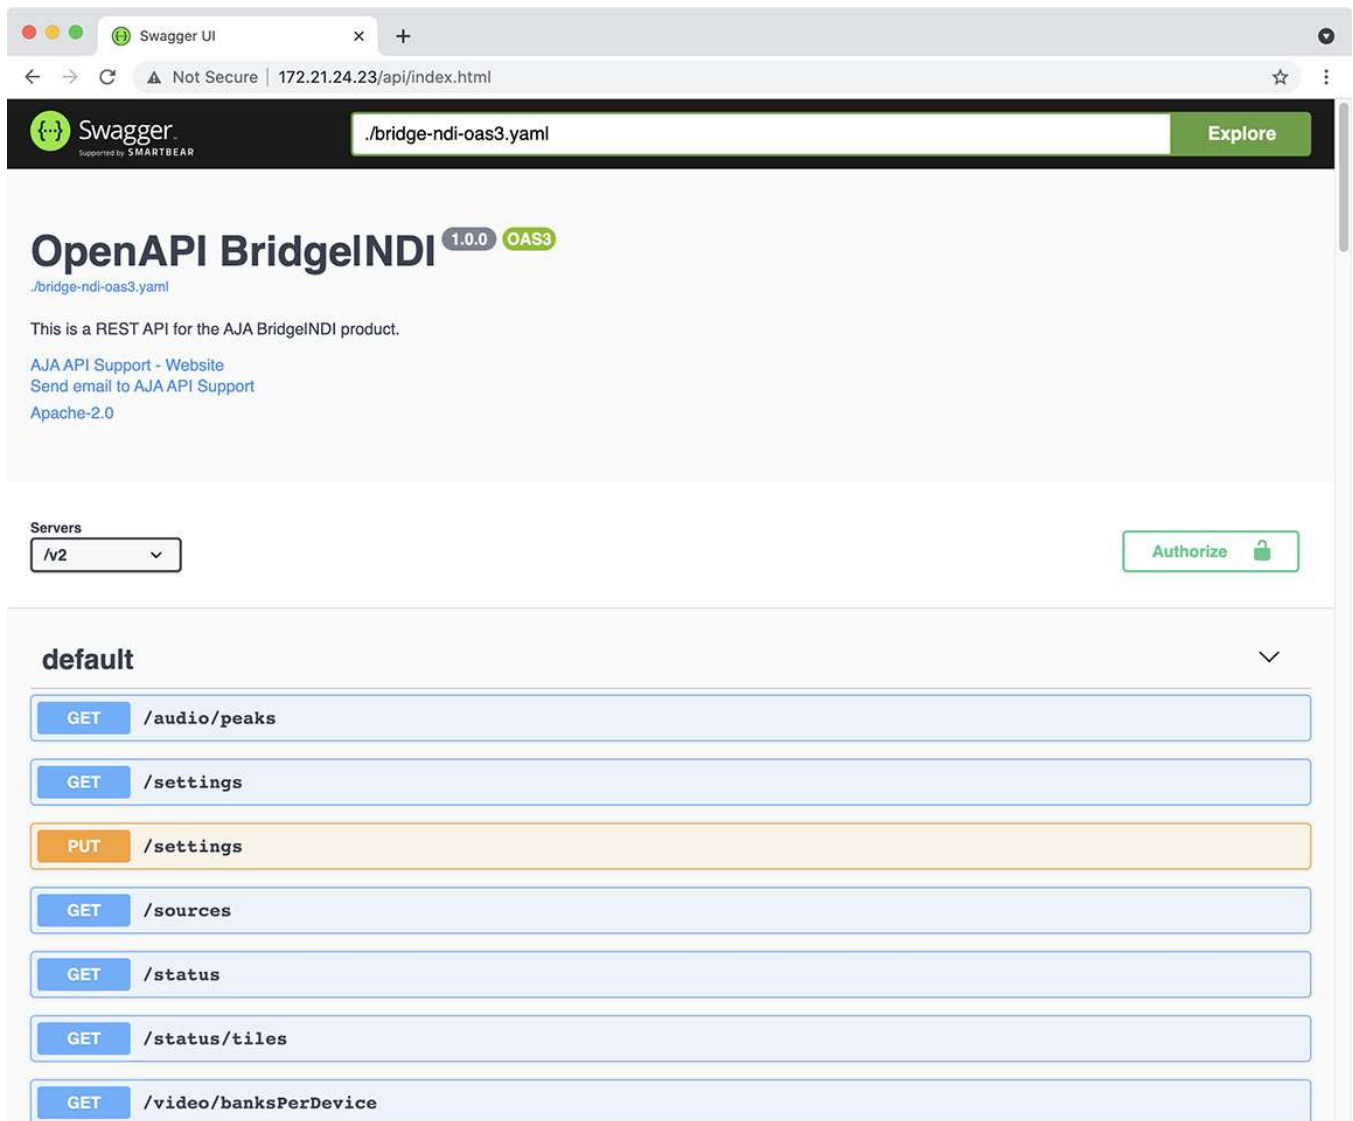 Swagger UI
Not Secure | 172.21.24.23/api/index.html
Swagger.
Supported by SMARTBEAR
./bridge-ndi-oas3.yaml
Explore
OpenAPI BridgeINDI 1.0.0 OAS3
./bridge-ndi-oas3.yaml
This is a REST API for the AJA BridgeINDI product.
AJA API Support - Website
Send email to AJA API Support
Apache-2.0
Servers
/v2
Authorize
default
GET /audio/peaks
GET /settings
PUT /settings
GET /sources
GET /status
GET /status/tiles
GET /video/banksPerDevice